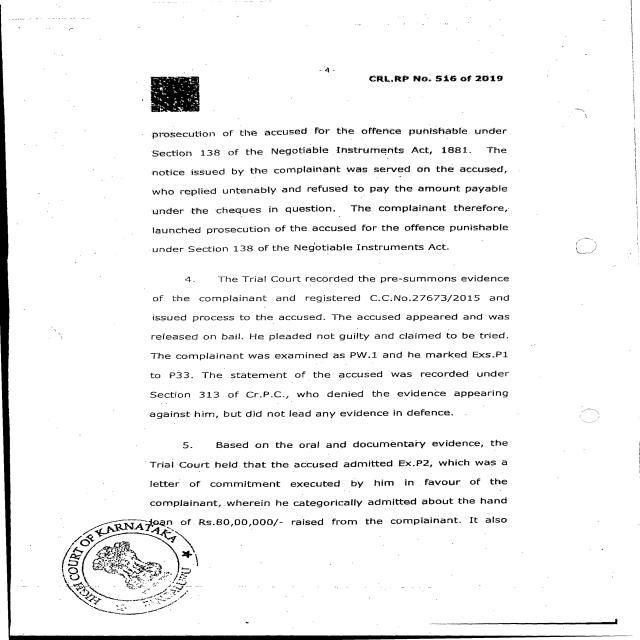 - 4 -
CRL.RP No. 516 of 2019
prosecution of the accused for the offence punishable under
Section 138 of the Negotiable Instruments Act, 1881. The
notice issued by the complainant was served on the accused,
who replied untenably and refused to pay the amount payable
under the cheques in question. The complainant therefore,
launched prosecution of the accused for the offence punishable
under Section 138 of the Negotiable Instruments Act.
4. The Trial Court recorded the pre-summons evidence
of the complainant and registered C.C.No.27673/2015 and
issued process to the accused. The accused appeared and was
released on bail. He pleaded not guilty and claimed to be tried.
The complainant was examined as PW.1 and he marked Exs.P1
to P33. The statement of the accused was recorded under
Section 313 of Cr.P.C., who denied the evidence appearing
against him, but did not lead any evidence in defence.
5. Based on the oral and documentary evidence, the
Trial Court held that the accused admitted Ex.P2, which was a
letter of commitment executed by him in favour of the
complainant, wherein he categorically admitted about the hand
loan of Rs.80,00,000/- raised from the complainant. It also
HIGH COURT OF KARNATAKA
BENGALURU